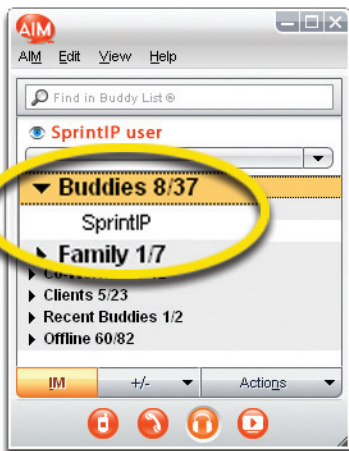 AIM
AIM Edit View Help
Find in Buddy List ®
SprintIP user
Buddies 8/37
SprintIP
Family 1/7
Clients 5/23
Recent Buddies 1/2
Offline 60/82
IM +/- Actions